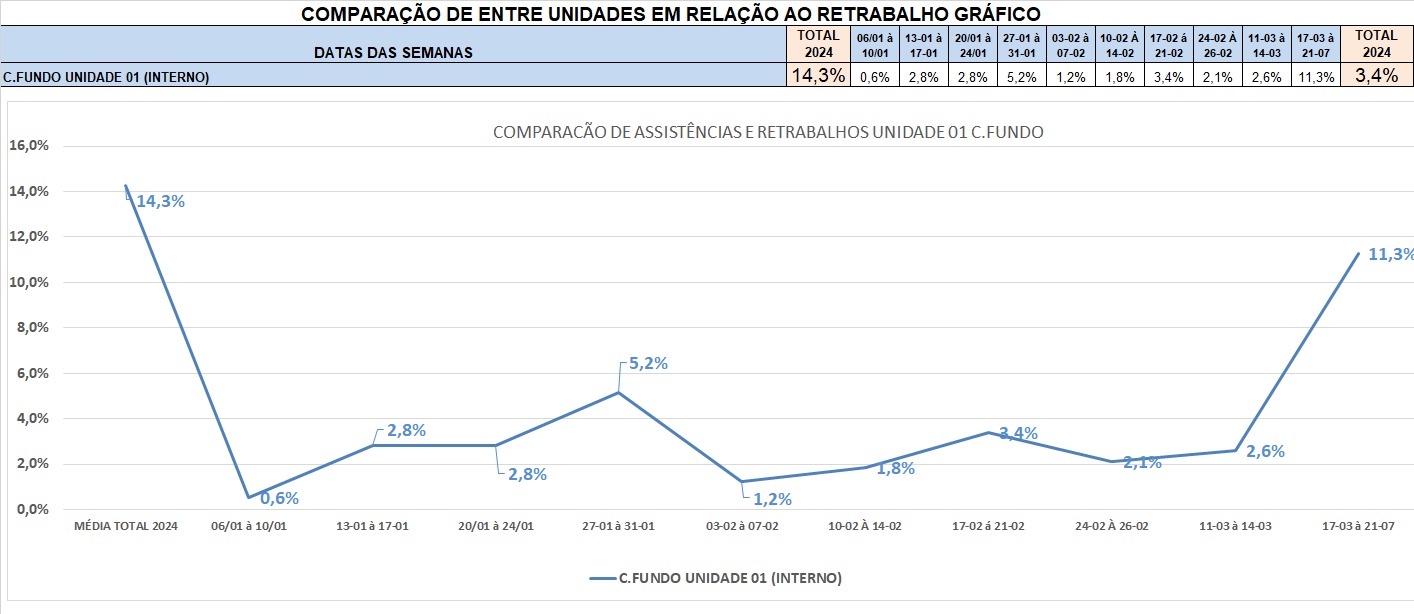 COMPARAÇÃO DE ENTRE UNIDADES EM RELAÇÃO AO RETRABALHO GRÁFICO
DATAS DAS SEMANAS
TOTAL 2024
06/01 à 10/01
13-01 à 17-01
20/01 à 24/01
27-01 à 31-01
03-02 à 07-02
10-02 À 14-02
17-02 á 21-02
24-02 À 26-02
11-03 à 14-03
17-03 à 21-07
TOTAL 2024
C.FUNDO UNIDADE 01 (INTERNO) 14,3% 0,6% 2,8% 2,8% 5,2% 1,2% 1,8% 3,4% 2,1% 2,6% 11,3% 3,4%
COMPARACÃO DE ASSISTÊNCIAS E RETRABALHOS UNIDADE 01 C.FUNDO
16,0%
14,0%
12,0%
10,0%
8,0%
6,0%
4,0%
2,0%
0,0%
14,3%
0,6%
2,8%
2,8%
5,2%
1,2%
1,8%
3,4%
2,1%
2,6%
11,3%
MÉDIA TOTAL 2024 06/01 à 10/01 13-01 à 17-01 20/01 à 24/01 27-01 à 31-01 03-02 à 07-02 10-02 À 14-02 17-02 á 21-02 24-02 À 26-02 11-03 à 14-03 17-03 à 21-07
C.FUNDO UNIDADE 01 (INTERNO)